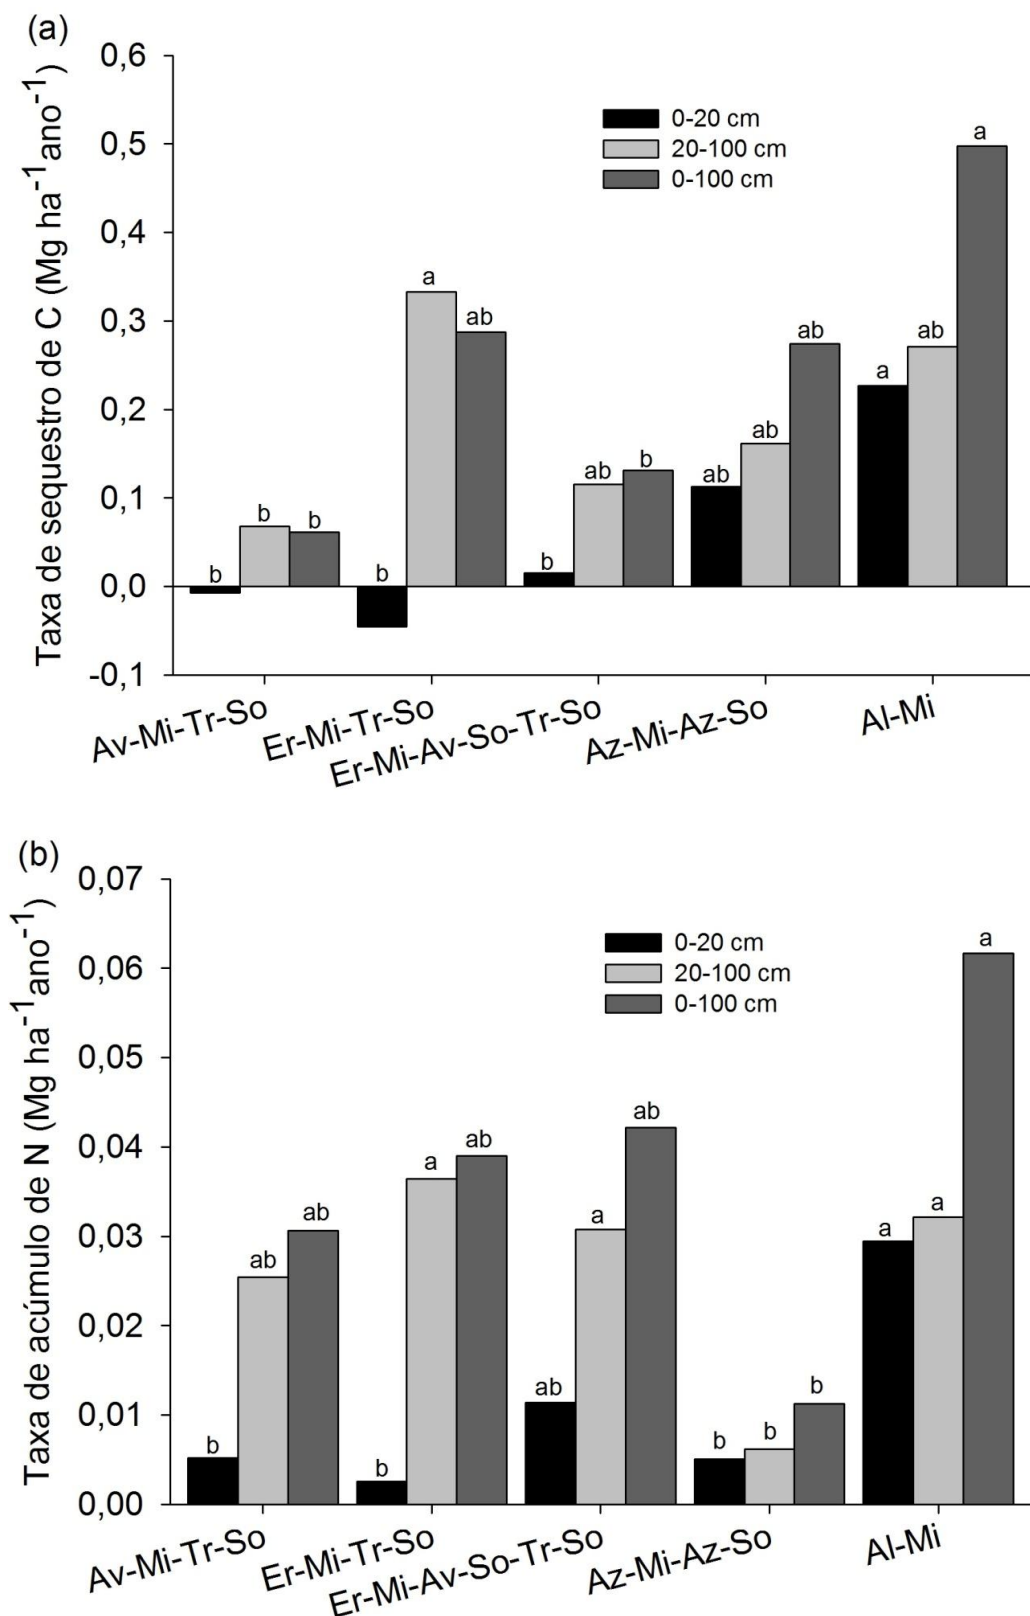 (a)
Taxa de sequestro de C (Mg ha⁻¹ano⁻¹)
0,6
0,5
0,4
0,3
0,2
0,1
0,0
-0,1
0-20 cm
20-100 cm
0-100 cm
b
b
b
b
a
ab
b
ab
b
ab
ab
ab
a
ab
a
Av-Mi-Tr-So
Er-Mi-Tr-So
Er-Mi-Av-So-Tr-So
Az-Mi-Az-So
Al-Mi
(b)
Taxa de acúmulo de N (Mg ha⁻¹ano⁻¹)
0,07
0,06
0,05
0,04
0,03
0,02
0,01
0,00
0-20 cm
20-100 cm
0-100 cm
b
ab
ab
b
a
ab
ab
a
ab
b
b
b
a
a
a
Av-Mi-Tr-So
Er-Mi-Tr-So
Er-Mi-Av-So-Tr-So
Az-Mi-Az-So
Al-Mi